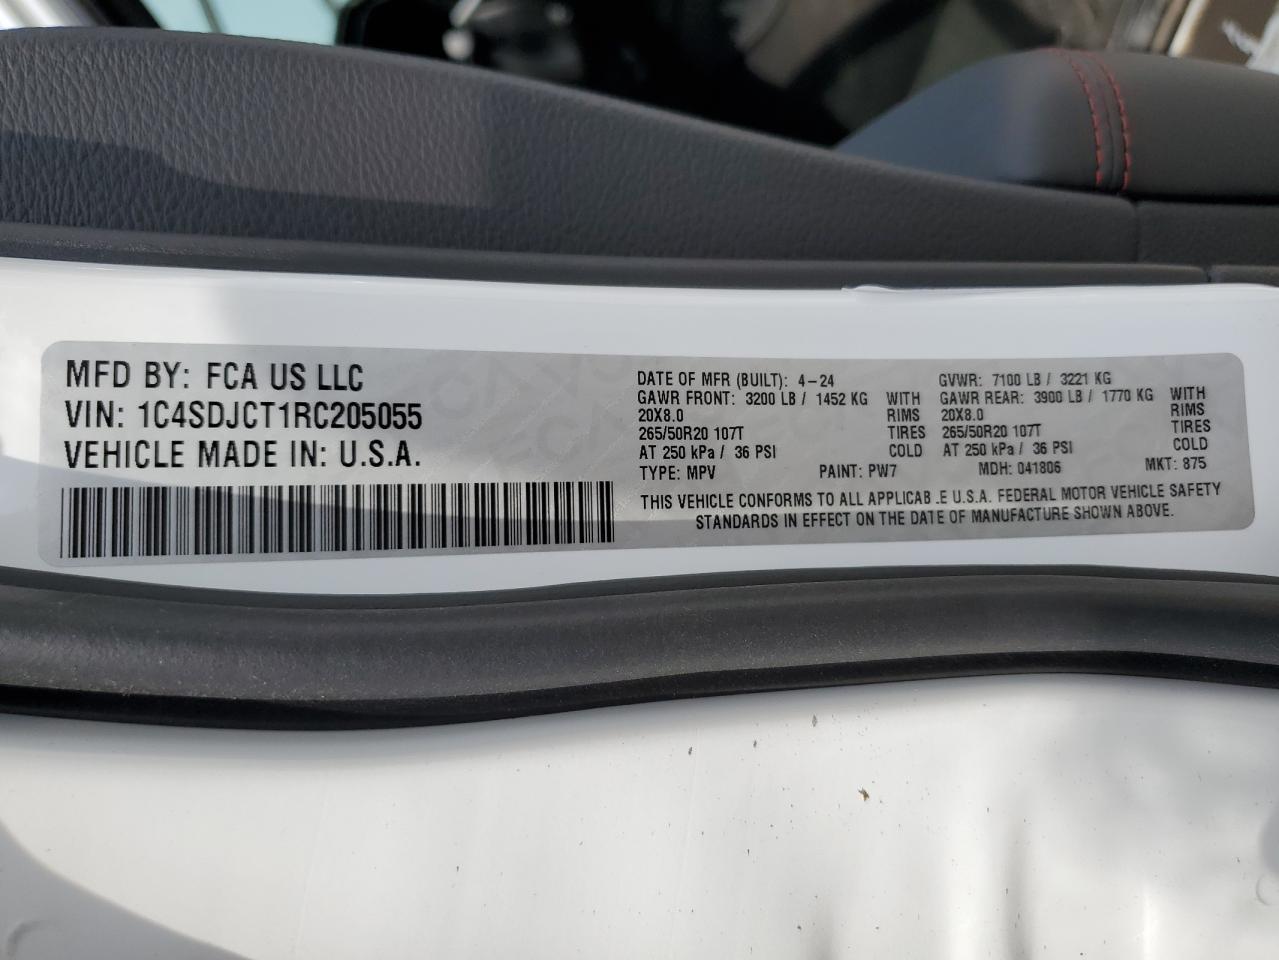 MFD BY: FCA US LLC
VIN: 1C4SDJCT1RC205055
VEHICLE MADE IN: U.S.A.
DATE OF MFR (BUILT): 4-24
GAWR FRONT: 3200 LB / 1452 KG WITH
20X8.0 RIMS
265/50R20 107T TIRES
AT 250 kPa / 36 PSI COLD
GVWR: 7100 LB / 3221 KG
GAWR REAR: 3900 LB / 1770 KG WITH
20X8.0 RIMS
265/50R20 107T TIRES
AT 250 kPa / 36 PSI COLD
TYPE: MPV PAINT: PW7 MDH: 041806 MKT: 875
THIS VEHICLE CONFORMS TO ALL APPLICAB.E U.S.A. FEDERAL MOTOR VEHICLE SAFETY
STANDARDS IN EFFECT ON THE DATE OF MANUFACTURE SHOWN ABOVE.